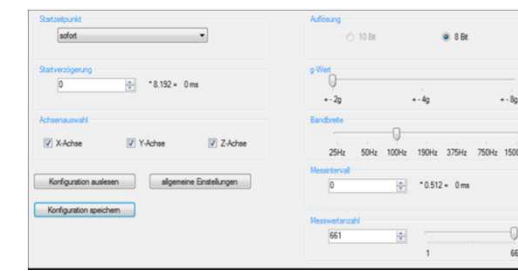 Startzeitpunkt
sofort
Startverzögerung
0 * 8.192 = 0 ms
Achsenauswahl
X-Achse Y-Achse Z-Achse
Konfiguration auslesen allgemeine Einstellungen
Konfiguration speichern
Auflösung
10 Bit 8 Bit
g-Wert
+- 2g +- 4g +- 8g
Bandbreite
25Hz 50Hz 100Hz 190Hz 375Hz 750Hz 1500
Messintervall
0 * 0.512 = 0 ms
Messwertanzahl
661
1 66